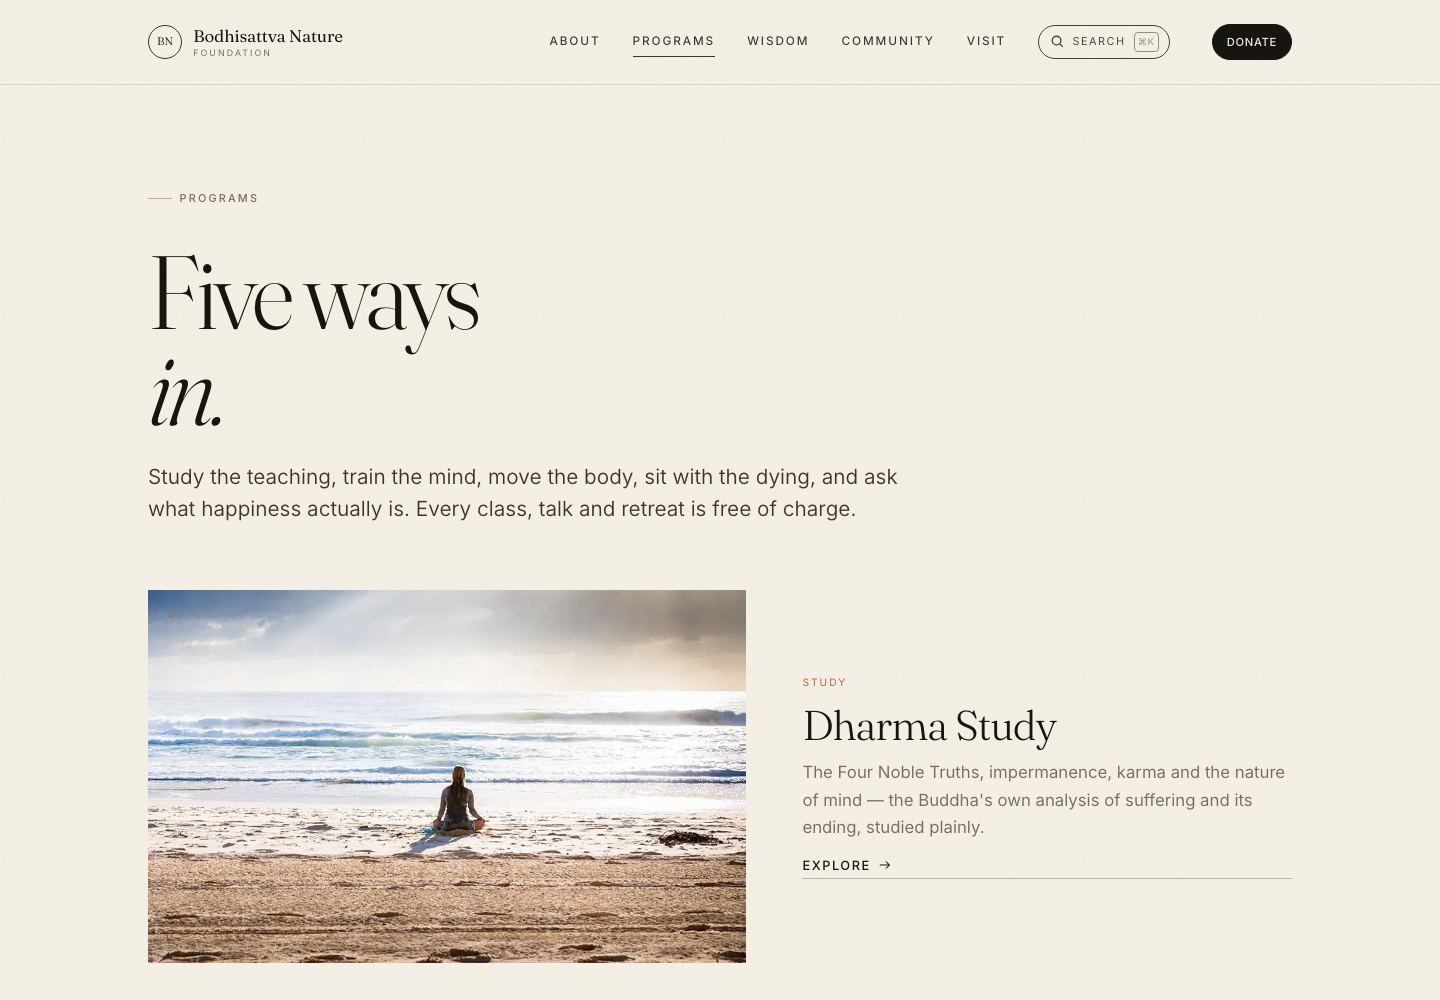 BN
Bodhisattva Nature
FOUNDATION
ABOUT
PROGRAMS
WISDOM
COMMUNITY
VISIT
SEARCH ⌘K
DONATE
PROGRAMS
Five ways
in.
Study the teaching, train the mind, move the body, sit with the dying, and ask
what happiness actually is. Every class, talk and retreat is free of charge.
STUDY
Dharma Study
The Four Noble Truths, impermanence, karma and the nature
of mind — the Buddha's own analysis of suffering and its
ending, studied plainly.
EXPLORE →